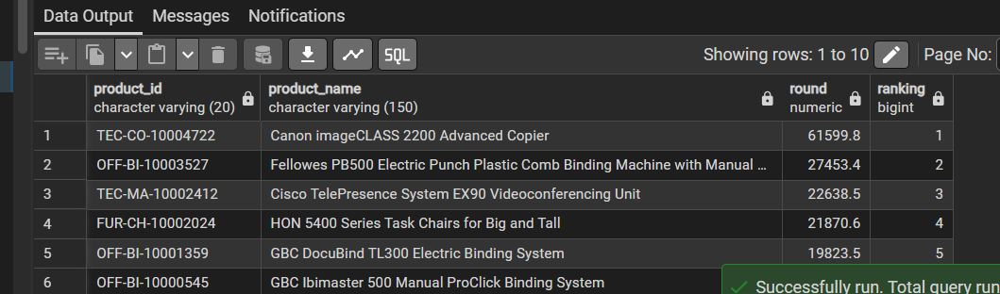 Data Output Messages Notifications
SQL Showing rows: 1 to 10 Page No:
product_id product_name round ranking
character varying (20) character varying (150) numeric bigint
1 TEC-CO-10004722 Canon imageCLASS 2200 Advanced Copier 61599.8 1
2 OFF-BI-10003527 Fellowes PB500 Electric Punch Plastic Comb Binding Machine with Manual ... 27453.4 2
3 TEC-MA-10002412 Cisco TelePresence System EX90 Videoconferencing Unit 22638.5 3
4 FUR-CH-10002024 HON 5400 Series Task Chairs for Big and Tall 21870.6 4
5 OFF-BI-10001359 GBC DocuBind TL300 Electric Binding System 19823.5 5
6 OFF-BI-10000545 GBC Ibimaster 500 Manual ProClick Binding System
Successfully run. Total query run